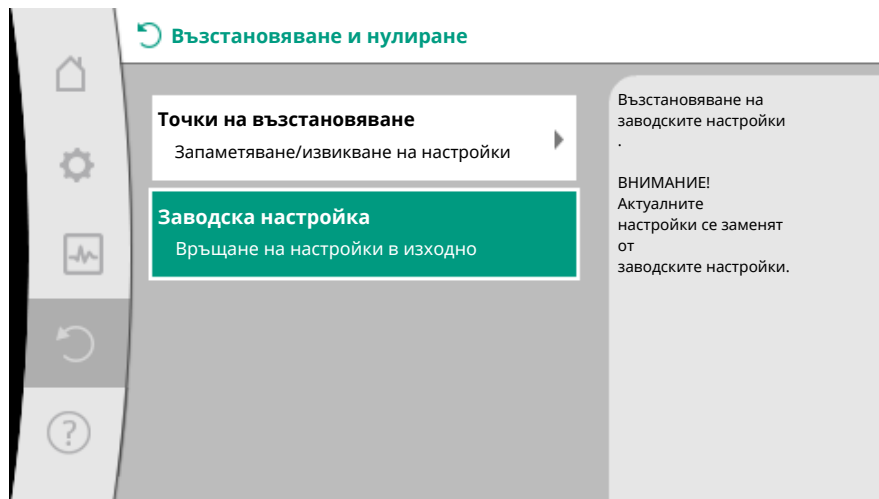 Възстановяване и нулиране
Точки на възстановяване
Запаметяване/извикване на настройки
Заводска настройка
Връщане на настройки в изходно
Възстановяване на
заводските настройки
.
ВНИМАНИЕ!
Актуалните
настройки се заменят
от
заводските настройки.
?